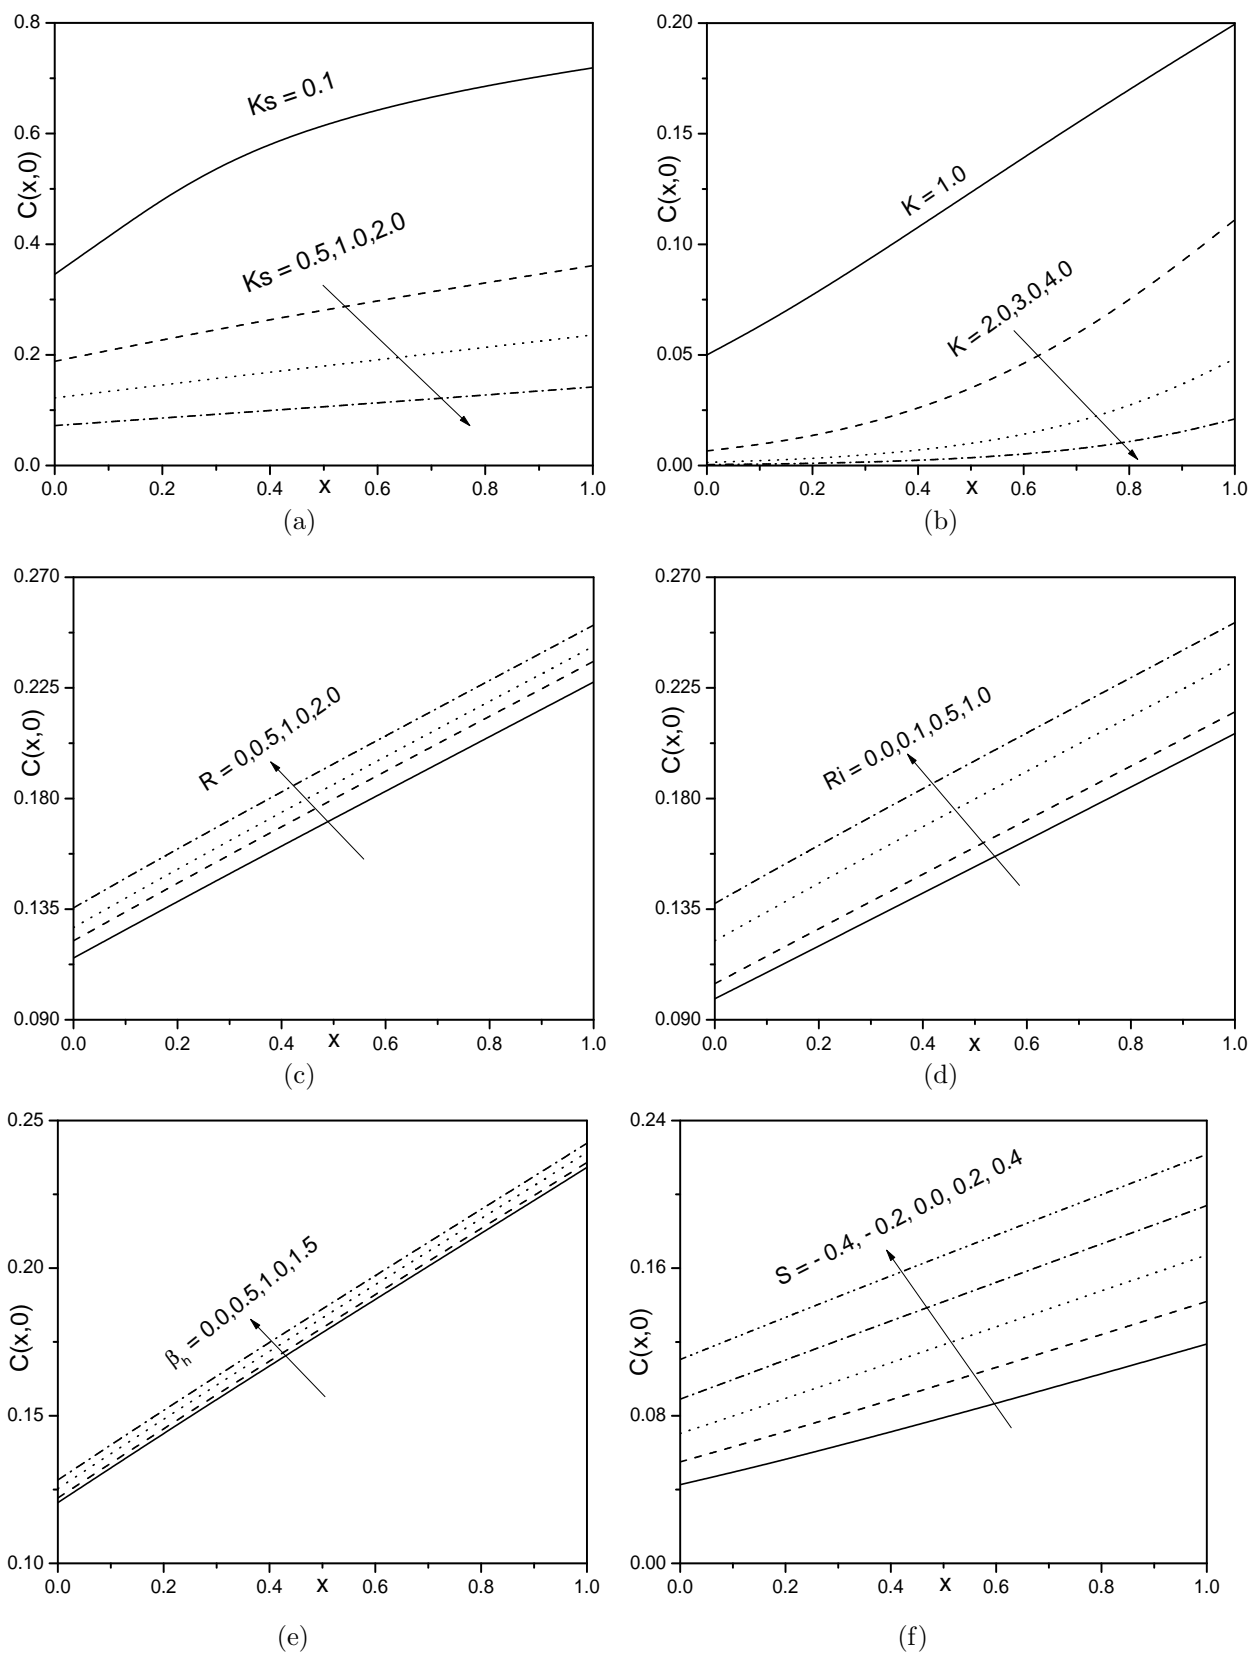 0.8
0.6
0.4
0.2
0.0
C(x,0)
Ks = 0.1
Ks = 0.5,1.0,2.0
0.0 0.2 0.4 x 0.6 0.8 1.0
(a)
0.20
0.15
0.10
0.05
0.00
C(x,0)
K = 1.0
K = 2.0,3.0,4.0
0.0 0.2 0.4 x 0.6 0.8 1.0
(b)
0.270
0.225
0.180
0.135
0.090
C(x,0)
R = 0,0.5,1.0,2.0
0.0 0.2 0.4 x 0.6 0.8 1.0
(c)
0.270
0.225
0.180
0.135
0.090
C(x,0)
Ri = 0.0,0.1,0.5,1.0
0.0 0.2 0.4 x 0.6 0.8 1.0
(d)
0.25
0.20
0.15
0.10
C(x,0)
βh = 0.0,0.5,1.0,1.5
0.0 0.2 0.4 x 0.6 0.8 1.0
(e)
0.24
0.16
0.08
0.00
C(x,0)
S = - 0.4, - 0.2, 0.0, 0.2, 0.4
0.0 0.2 0.4 x 0.6 0.8 1.0
(f)